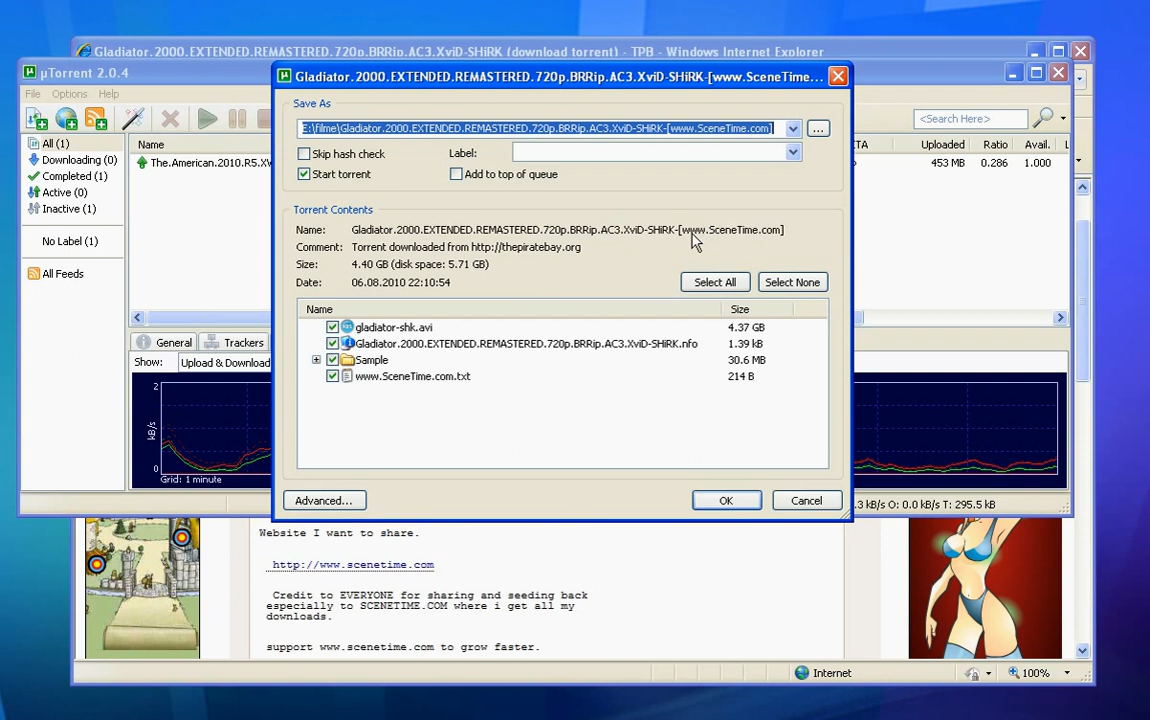 Gladiator.2000.EXTENDED.REMASTERED.720p.BRRip.AC3.XviD-SHiRK (download torrent) - TPB - Windows Internet Explorer
µTorrent 2.0.4
Gladiator.2000.EXTENDED.REMASTERED.720p.BRRip.AC3.XviD-SHiRK-[www.SceneTime...
File Options Help
Save As
E:\filme\Gladiator.2000.EXTENDED.REMASTERED.720p.BRRip.AC3.XviD-SHiRK-[www.SceneTime.com]
...
<Search Here>
Skip hash check
Label:
Start torrent
Add to top of queue
All (1)
Downloading (0)
Completed (1)
Active (0)
Inactive (1)
No Label (1)
All Feeds
Name
Uploaded Ratio Avail.
The.American.2010.R5.
453 MB 0.286 1.000
Torrent Contents
Name: Gladiator.2000.EXTENDED.REMASTERED.720p.BRRip.AC3.XviD-SHiRK-[www.SceneTime.com]
Comment: Torrent downloaded from http://thepiratebay.org
Size: 4.40 GB (disk space: 5.71 GB)
Date: 06.08.2010 22:10:54
Select All Select None
Name Size
gladiator-shk.avi 4.37 GB
Gladiator.2000.EXTENDED.REMASTERED.720p.BRRip.AC3.XviD-SHiRK.nfo 1.39 kB
Sample 30.6 MB
www.SceneTime.com.txt 214 B
General Trackers
Show: Upload & Download
2
kB/s
0
Grid: 1 minute
Advanced... OK Cancel
.3 kB/s O: 0.0 kB/s T: 295.5 kB
Website I want to share.
http://www.scenetime.com
Credit to EVERYONE for sharing and seeding back
especially to SCENETIME.COM where i get all my
downloads.
support www.scenetime.com to grow faster.
Internet
100%